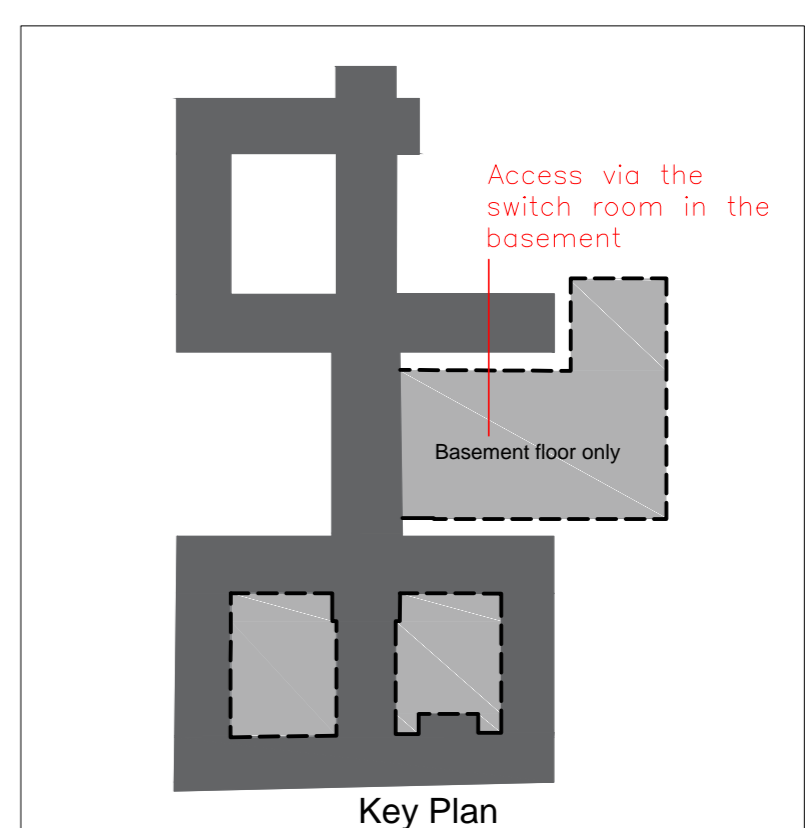 Access via the
switch room in the
basement
Basement floor only
Key Plan